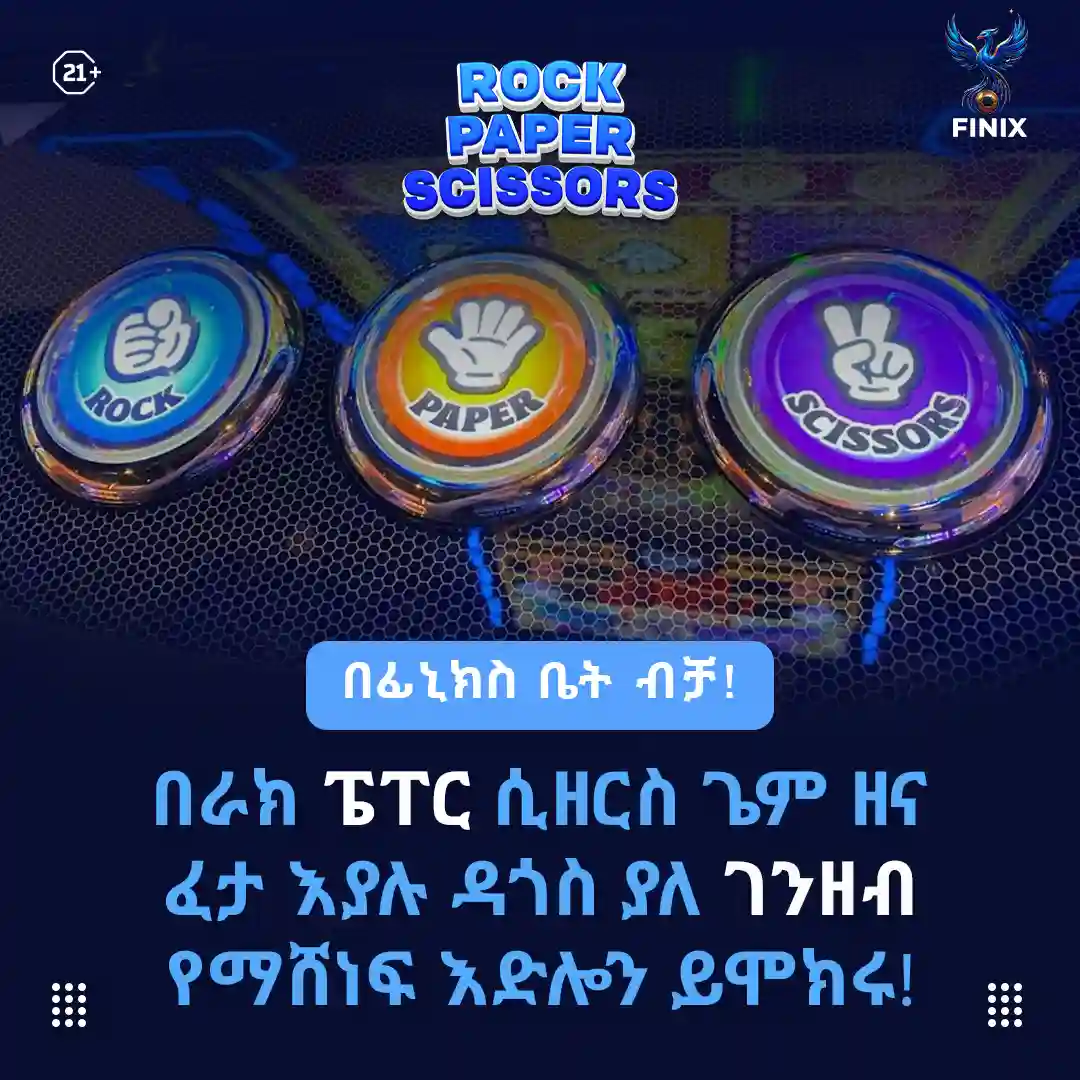 21+
ROCK
PAPER
SCISSORS
FINIX
ROCK
PAPER
SCISSORS
በፊኒክስ ቤት ብቻ!
በራክ ፔፐር ሲዘርስ ጌም ዘና
ፈታ እያሉ ዳጎስ ያለ ገንዘብ
የማሸነፍ እድሎን ይሞክሩ!